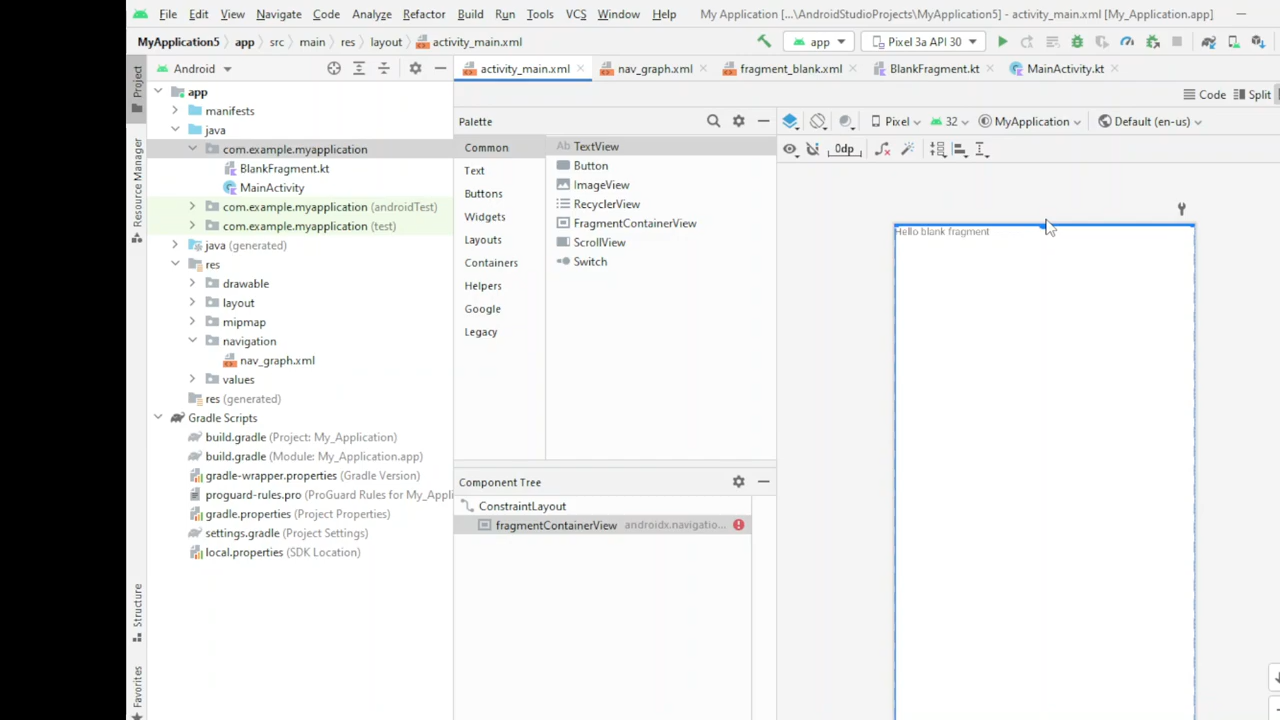 File Edit View Navigate Code Analyze Refactor Build Run Tools VCS Window Help My Application [...\AndroidStudioProjects\MyApplication5] - activity_main.xml [My_Application.app]
MyApplication5 app src main res layout activity_main.xml app Pixel 3a API 30
Android activity_main.xml nav_graph.xml fragment_blank.xml BlankFragment.kt MainActivity.kt
Project
Resource Manager
Structure
Favorites
app
manifests
java
com.example.myapplication
BlankFragment.kt
MainActivity
com.example.myapplication (androidTest)
com.example.myapplication (test)
java (generated)
res
drawable
layout
mipmap
navigation
nav_graph.xml
values
res (generated)
Gradle Scripts
build.gradle (Project: My_Application)
build.gradle (Module: My_Application.app)
gradle-wrapper.properties (Gradle Version)
proguard-rules.pro (ProGuard Rules for My_Appli
gradle.properties (Project Properties)
settings.gradle (Project Settings)
local.properties (SDK Location)
Code Split
Palette
Common
Text
Buttons
Widgets
Layouts
Containers
Helpers
Google
Legacy
Ab TextView
Button
ImageView
RecyclerView
FragmentContainerView
ScrollView
Switch
Component Tree
ConstraintLayout
fragmentContainerView androidx.navigatio...
Pixel 32 MyApplication Default (en-us)
0dp
Hello blank fragment